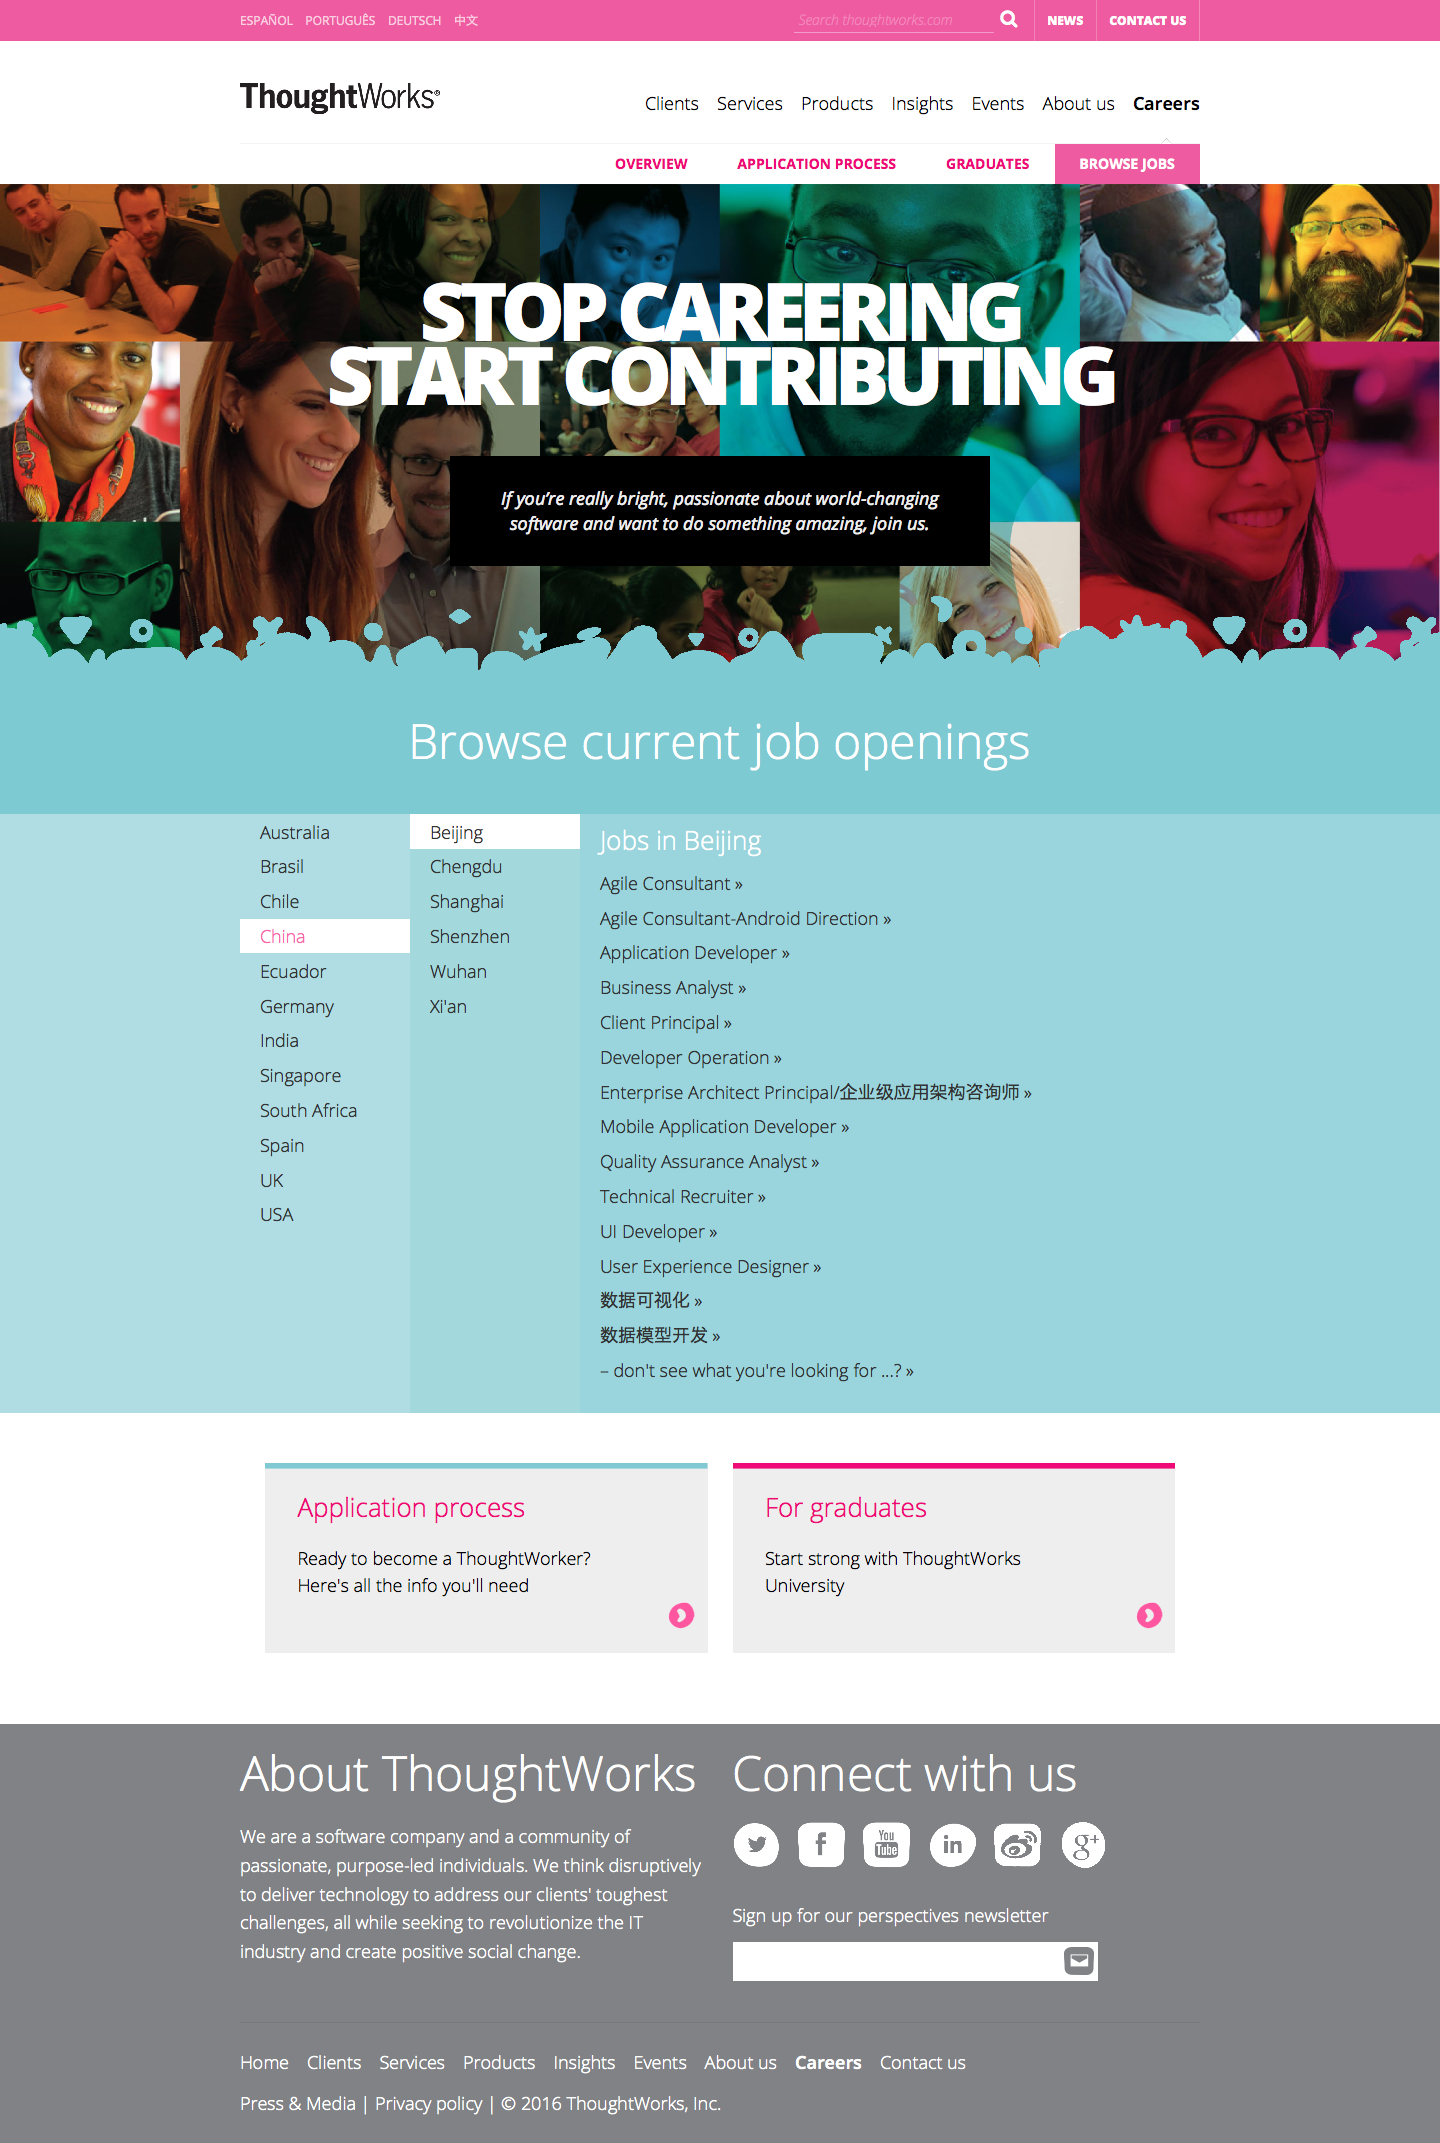 ESPAÑOL PORTUGUÊS DEUTSCH 中文
Search thoughtworks.com
NEWS
CONTACT US
ThoughtWorks®
Clients Services Products Insights Events About us Careers
OVERVIEW APPLICATION PROCESS GRADUATES BROWSE JOBS
STOP CAREERING
START CONTRIBUTING
If you're really bright, passionate about world-changing
software and want to do something amazing, join us.
Browse current job openings
Australia
Brasil
Chile
China
Ecuador
Germany
India
Singapore
South Africa
Spain
UK
USA
Beijing
Chengdu
Shanghai
Shenzhen
Wuhan
Xi'an
Jobs in Beijing
Agile Consultant »
Agile Consultant-Android Direction »
Application Developer »
Business Analyst »
Client Principal »
Developer Operation »
Enterprise Architect Principal/企业级应用架构咨询师 »
Mobile Application Developer »
Quality Assurance Analyst »
Technical Recruiter »
UI Developer »
User Experience Designer »
数据可视化 »
数据模型开发 »
– don't see what you're looking for ...? »
Application process
Ready to become a ThoughtWorker?
Here's all the info you'll need
For graduates
Start strong with ThoughtWorks
University
About ThoughtWorks
We are a software company and a community of
passionate, purpose-led individuals. We think disruptively
to deliver technology to address our clients' toughest
challenges, all while seeking to revolutionize the IT
industry and create positive social change.
Connect with us
f
You
Tube
in
g+
Sign up for our perspectives newsletter
Home Clients Services Products Insights Events About us Careers Contact us
Press & Media | Privacy policy | © 2016 ThoughtWorks, Inc.